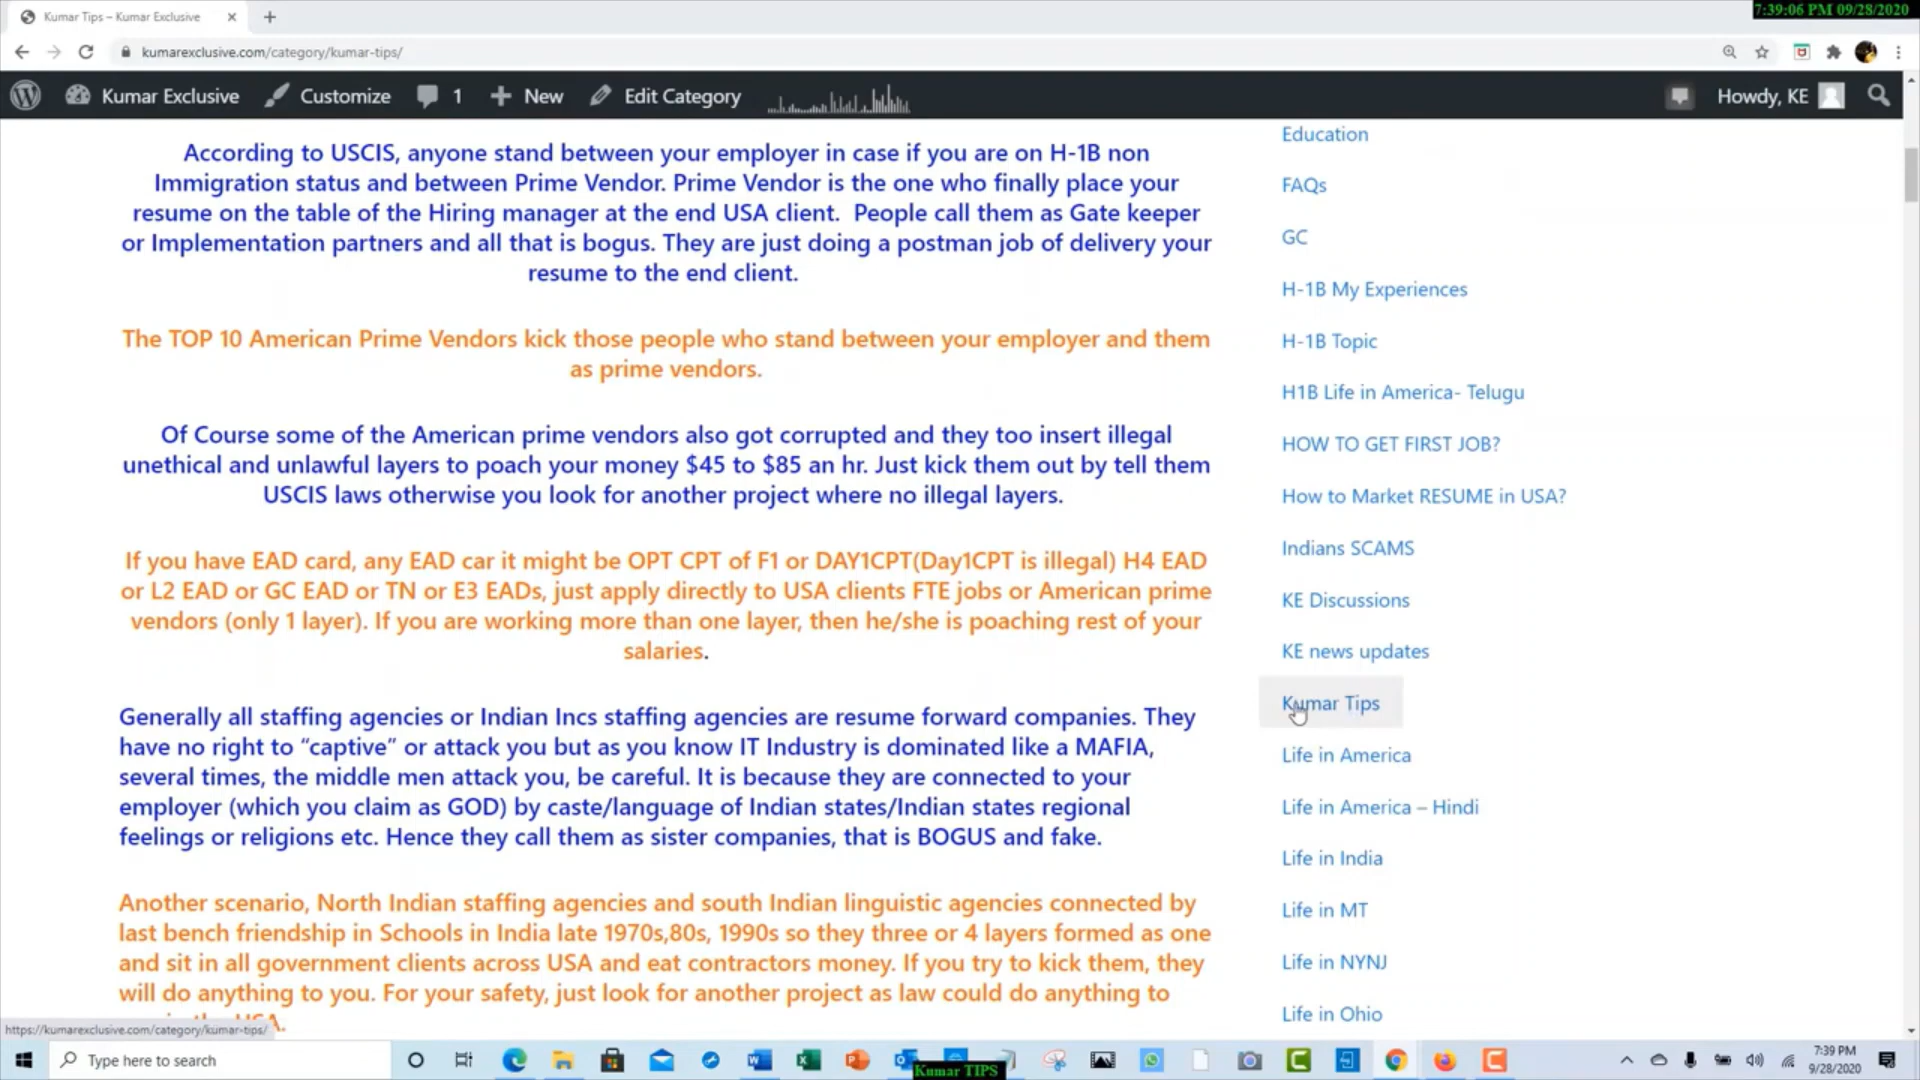 Kumar Tips – Kumar Exclusive
7:39:06 PM 09/28/2020
kumarexclusive.com/category/kumar-tips/
Kumar Exclusive
Customize
1
New
Edit Category
Howdy, KE
According to USCIS, anyone stand between your employer in case if you are on H-1B non
Immigration status and between Prime Vendor. Prime Vendor is the one who finally place your
resume on the table of the Hiring manager at the end USA client.  People call them as Gate keeper
or Implementation partners and all that is bogus. They are just doing a postman job of delivery your
resume to the end client.
The TOP 10 American Prime Vendors kick those people who stand between your employer and them
as prime vendors.
Of Course some of the American prime vendors also got corrupted and they too insert illegal
unethical and unlawful layers to poach your money $45 to $85 an hr. Just kick them out by tell them
USCIS laws otherwise you look for another project where no illegal layers.
If you have EAD card, any EAD car it might be OPT CPT of F1 or DAY1CPT(Day1CPT is illegal) H4 EAD
or L2 EAD or GC EAD or TN or E3 EADs, just apply directly to USA clients FTE jobs or American prime
vendors (only 1 layer). If you are working more than one layer, then he/she is poaching rest of your
salaries.
Generally all staffing agencies or Indian Incs staffing agencies are resume forward companies. They
have no right to “captive” or attack you but as you know IT Industry is dominated like a MAFIA,
several times, the middle men attack you, be careful. It is because they are connected to your
employer (which you claim as GOD) by caste/language of Indian states/Indian states regional
feelings or religions etc. Hence they call them as sister companies, that is BOGUS and fake.
Another scenario, North Indian staffing agencies and south Indian linguistic agencies connected by
last bench friendship in Schools in India late 1970s,80s, 1990s so they three or 4 layers formed as one
and sit in all government clients across USA and eat contractors money. If you try to kick them, they
will do anything to you. For your safety, just look for another project as law could do anything to
Education
FAQs
GC
H-1B My Experiences
H-1B Topic
H1B Life in America- Telugu
HOW TO GET FIRST JOB?
How to Market RESUME in USA?
Indians SCAMS
KE Discussions
KE news updates
Kumar Tips
Life in America
Life in America – Hindi
Life in India
Life in MT
Life in NYNJ
Life in Ohio
https://kumarexclusive.com/category/kumar-tips/
Type here to search
Kumar TIPS
7:39 PM
9/28/2020